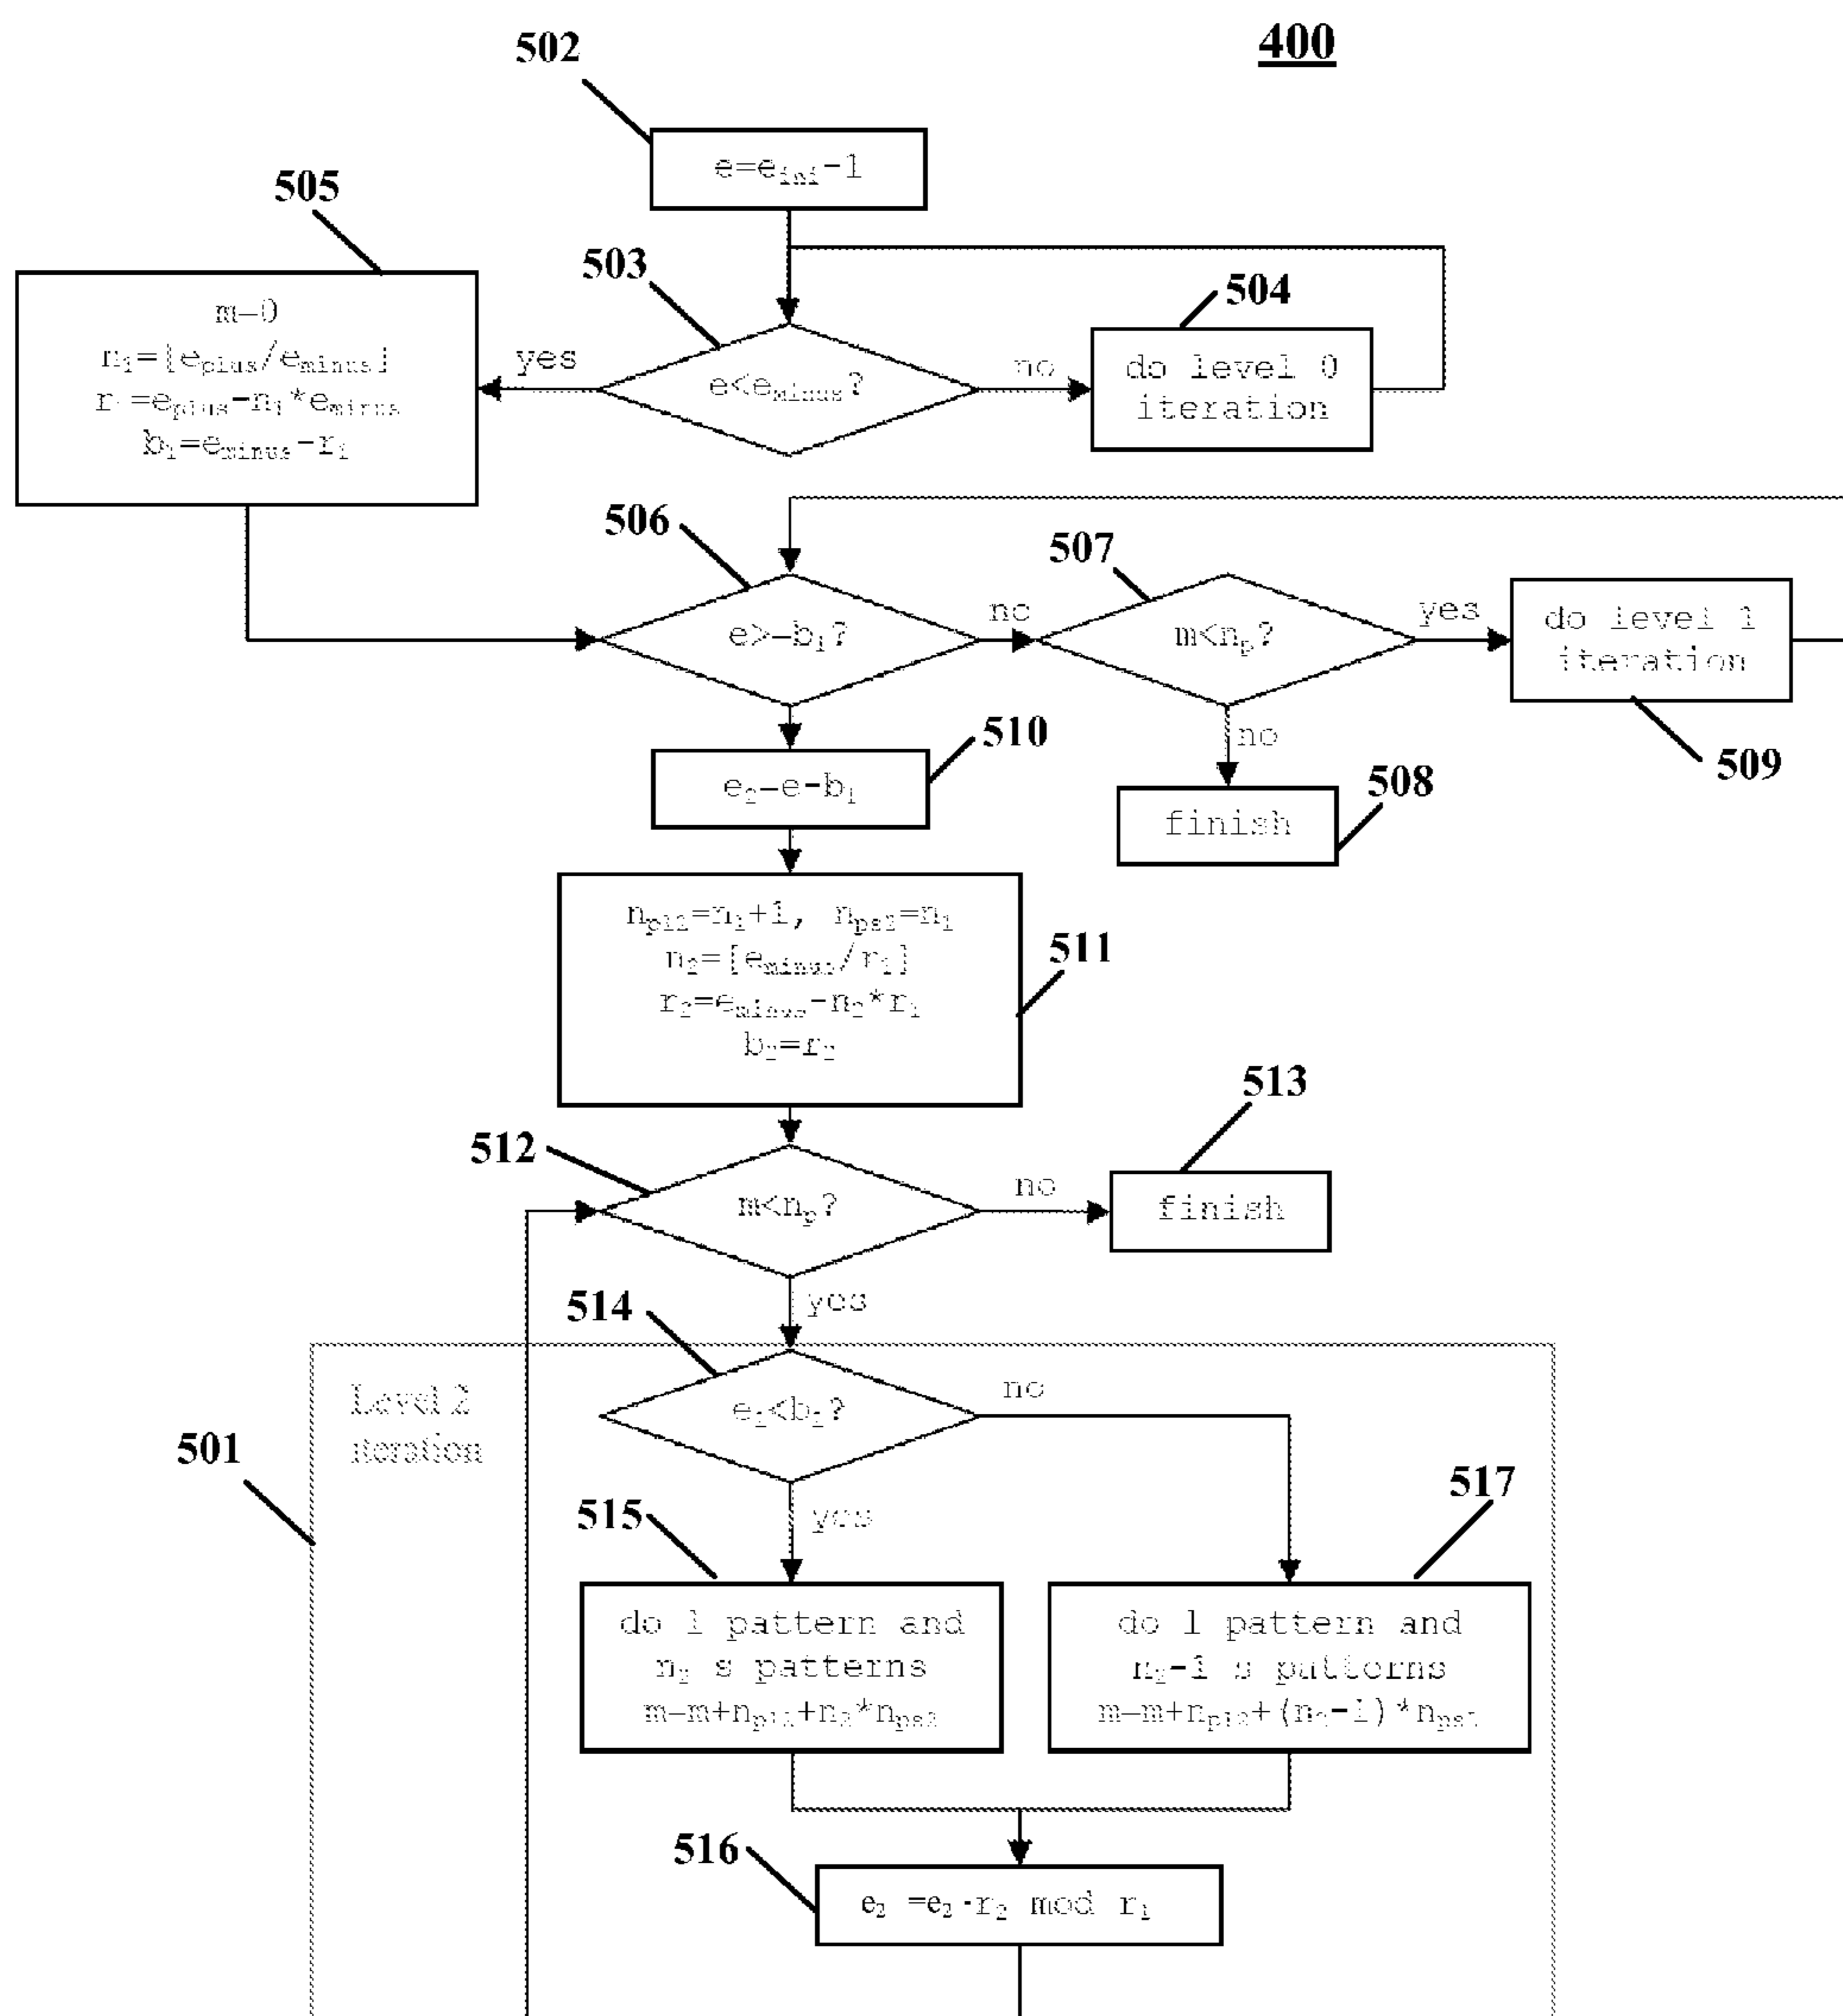 400
502
e=e_ini-1
505
m=0
n₁=[e_plus/e_minus]
r₁=e_plus-n₁*e_minus
b₁=e_minus-r₁
503
yes
e<e_minus?
no
504
do level 0
iteration
506
e>=b₁?
no
507
m<n_p?
yes
do level 1
iteration
509
no
finish
508
510
e₂=e-b₁
511
n_pl2=n₁+1, n_ps2=n₁
n₂=[e_minus/r₁]
r₂=e_minus-n₂*r₁
b₂=r₂
512
m<n_p?
no
513
finish
yes
501
Level 2
iteration
514
e₂<b₂?
no
yes
515
do l pattern and
n₂ s patterns
m=m+n_pl2+n₂*n_ps2
517
do l pattern and
n₂-1 s patterns
m=m+n_pl2+(n₂-1)*n_ps2
516
e₂ =e₂-r₂ mod r₁